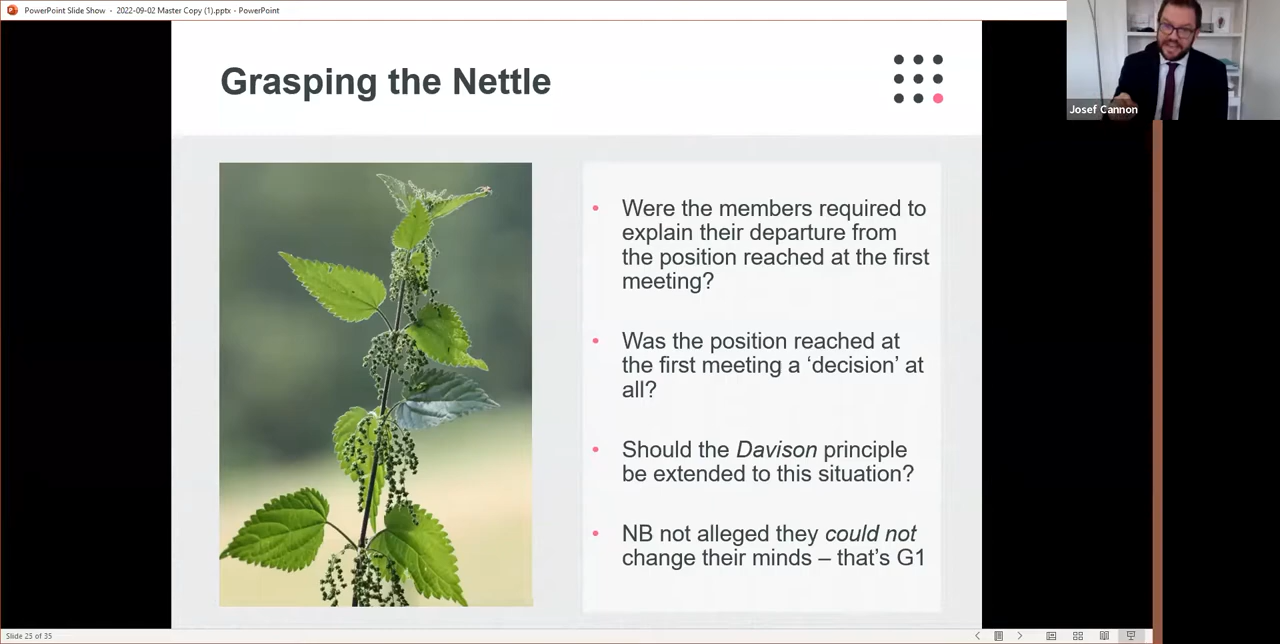 PowerPoint Slide Show - 2022-09-02 Master Copy (1).pptx - PowerPoint
Grasping the Nettle
Josef Cannon
• Were the members required to
explain their departure from
the position reached at the first
meeting?
• Was the position reached at
the first meeting a ‘decision’ at
all?
• Should the Davison principle
be extended to this situation?
• NB not alleged they could not
change their minds – that’s G1
Slide 25 of 35